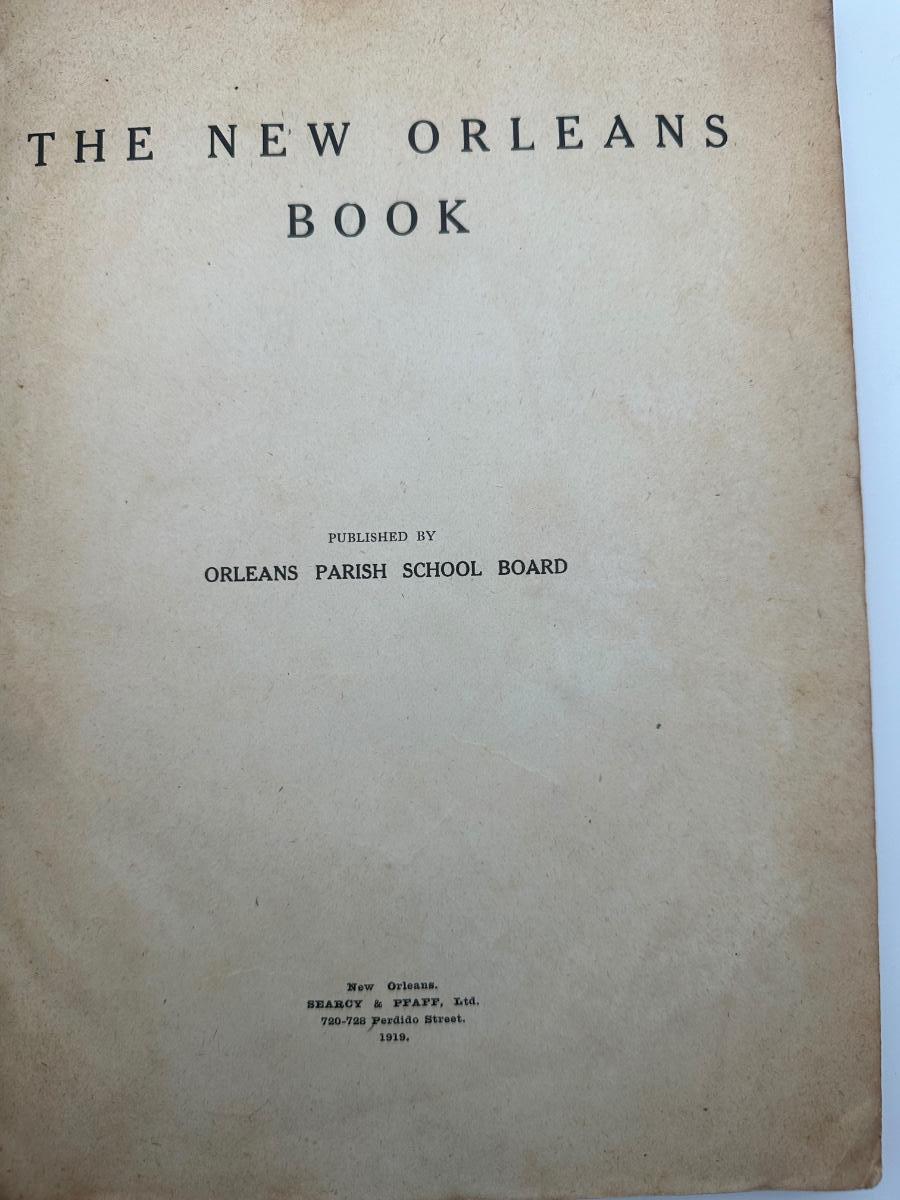 THE NEW ORLEANS
BOOK
PUBLISHED BY
ORLEANS PARISH SCHOOL BOARD
New Orleans.
SEARCY & PFAFF, Ltd.
720-728 Perdido Street.
1919.